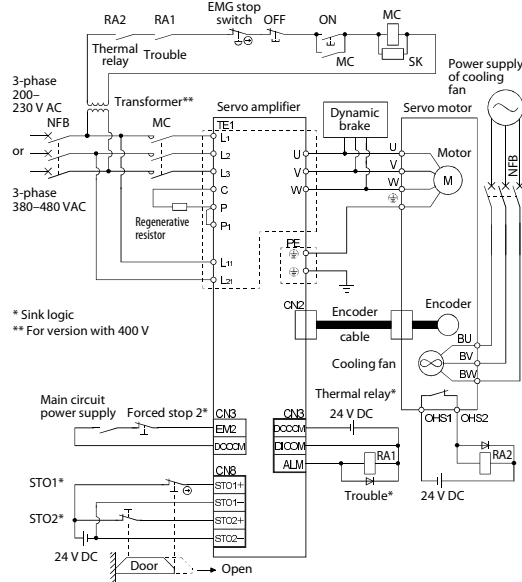 EMG stop
switch
RA2
RA1
OFF
ON
MC
Thermal
relay
Trouble
MC
SK
Power supply
of cooling
fan
3-phase
200–
230 V AC
Transformer**
NFB
MC
or
3-phase
380–480 VAC
Servo amplifier
TE1
L1
L2
L3
C
P
P1
Regenerative
resistor
L11
L21
U
V
W
PE
CN2
Dynamic
brake
Servo motor
U
V
W
Motor
M
NFB
Encoder
cable
Encoder
BU
BV
BW
Cooling fan
* Sink logic
** For version with 400 V
Thermal relay*
OHS1
OHS2
Main circuit
power supply
Forced stop 2*
CN3
EM2
DOCOM
CN3
DOCOM
DICOM
ALM
24 V DC
RA1
Trouble*
RA2
24 V DC
CN8
STO1*
STO1+
STO1–
STO2*
STO2+
STO2–
24 V DC
Door
Open